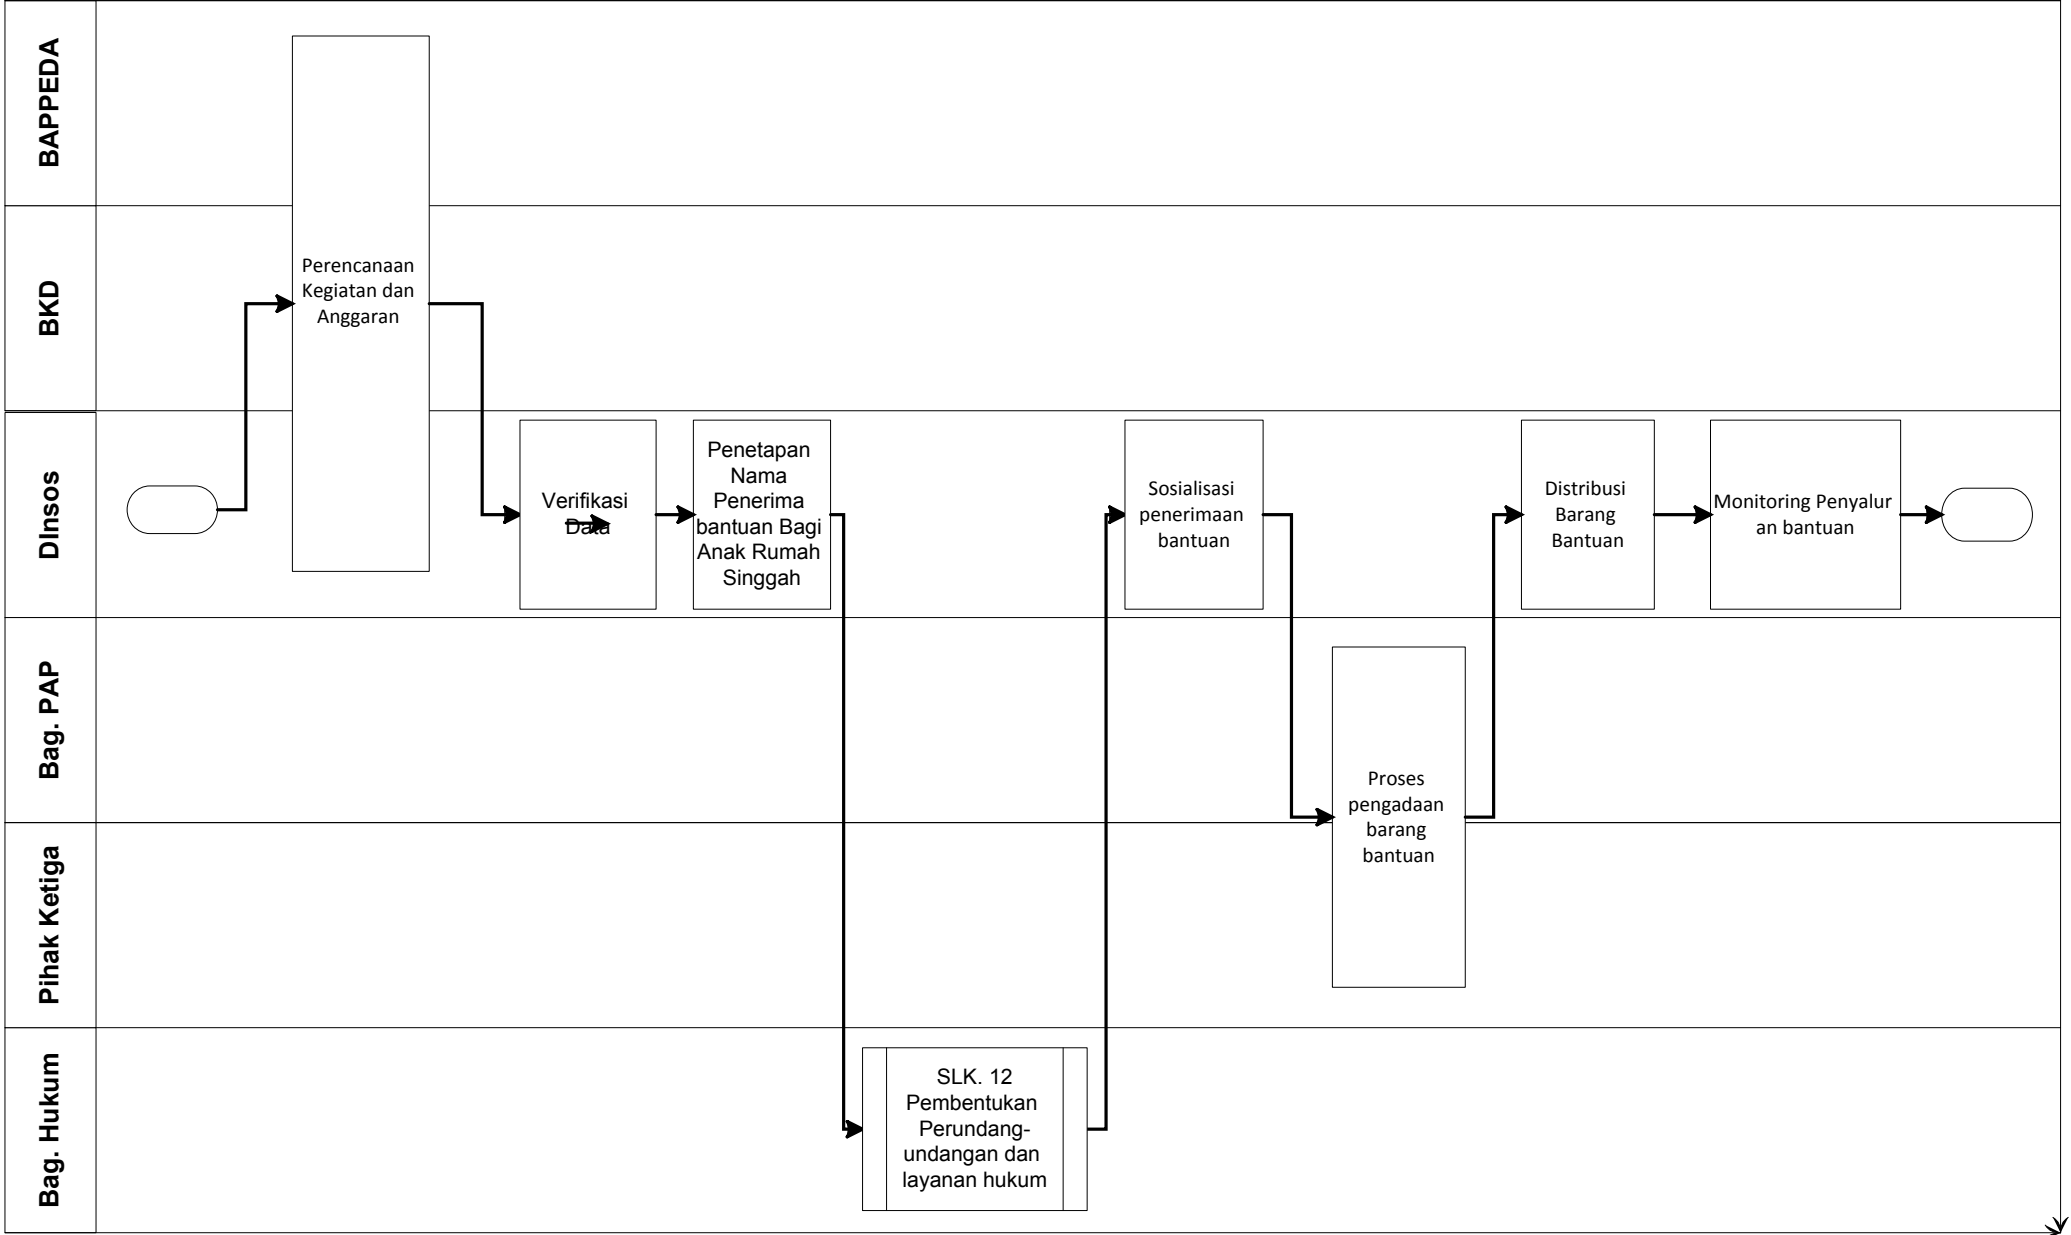 BAPPEDA
BKD
DInsos
Bag. PAP
Pihak Ketiga
Bag. Hukum
Perencanaan
Kegiatan dan
Anggaran
Verifikasi
Data
Penetapan
Nama
Penerima
bantuan Bagi
Anak Rumah
Singgah
SLK. 12
Pembentukan
Perundang-
undangan dan
layanan hukum
Sosialisasi
penerimaan
bantuan
Proses
pengadaan
barang
bantuan
Distribusi
Barang
Bantuan
Monitoring Penyalur
an bantuan